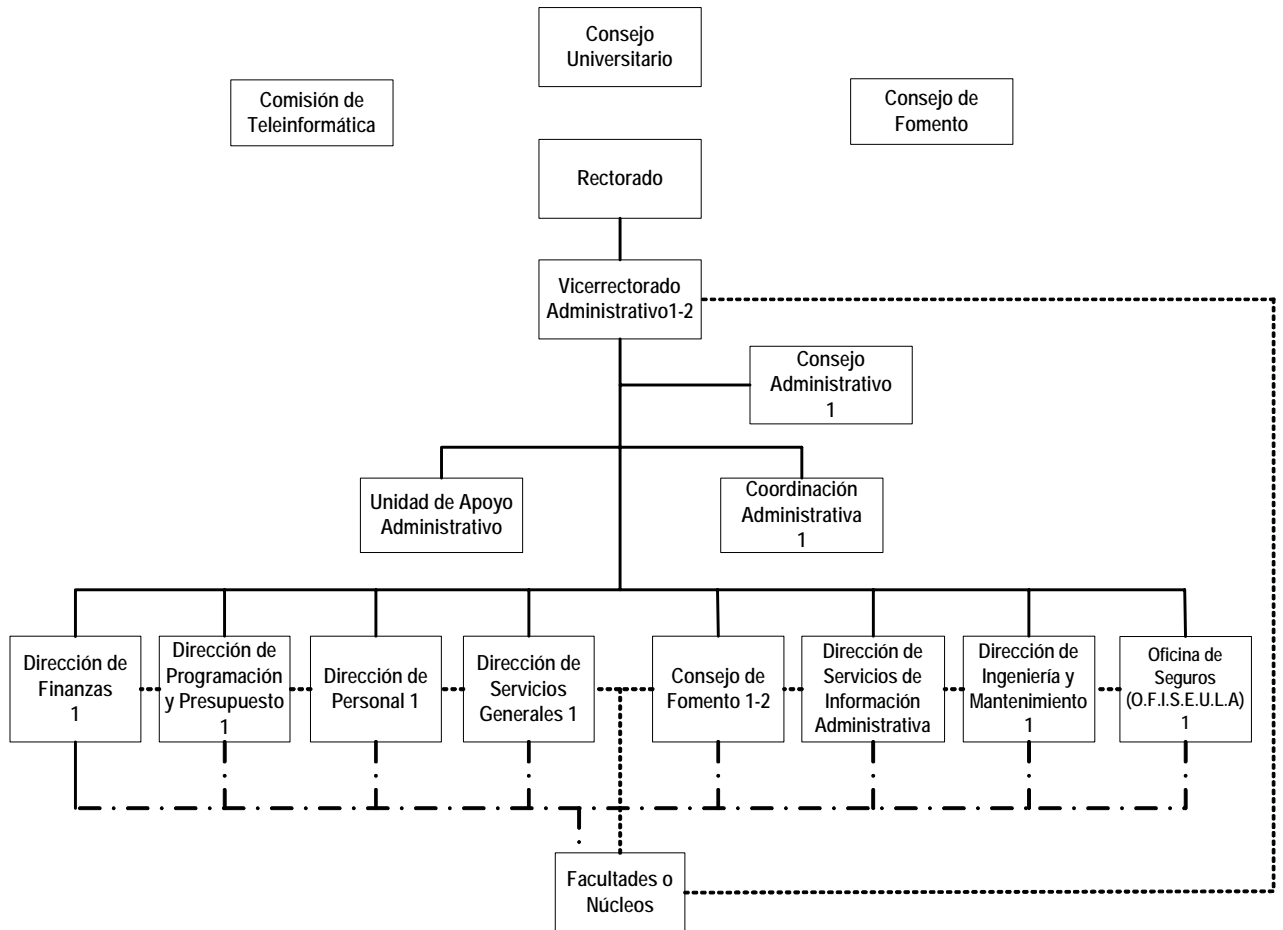 Consejo
Universitario
Comisión de
Teleinformática
Consejo de
Fomento
Rectorado
Vicerrectorado
Administrativo1-2
Consejo
Administrativo
1
Unidad de Apoyo
Administrativo
Coordinación
Administrativa
1
Dirección de
Finanzas
1
Dirección de
Programación
y Presupuesto
1
Dirección de
Personal 1
Dirección de
Servicios
Generales 1
Consejo de
Fomento 1-2
Dirección de
Servicios de
Información
Administrativa
Dirección de
Ingeniería y
Mantenimiento
1
Oficina de
Seguros
(O.F.I.S.E.U.L.A)
1
Facultades o
Núcleos